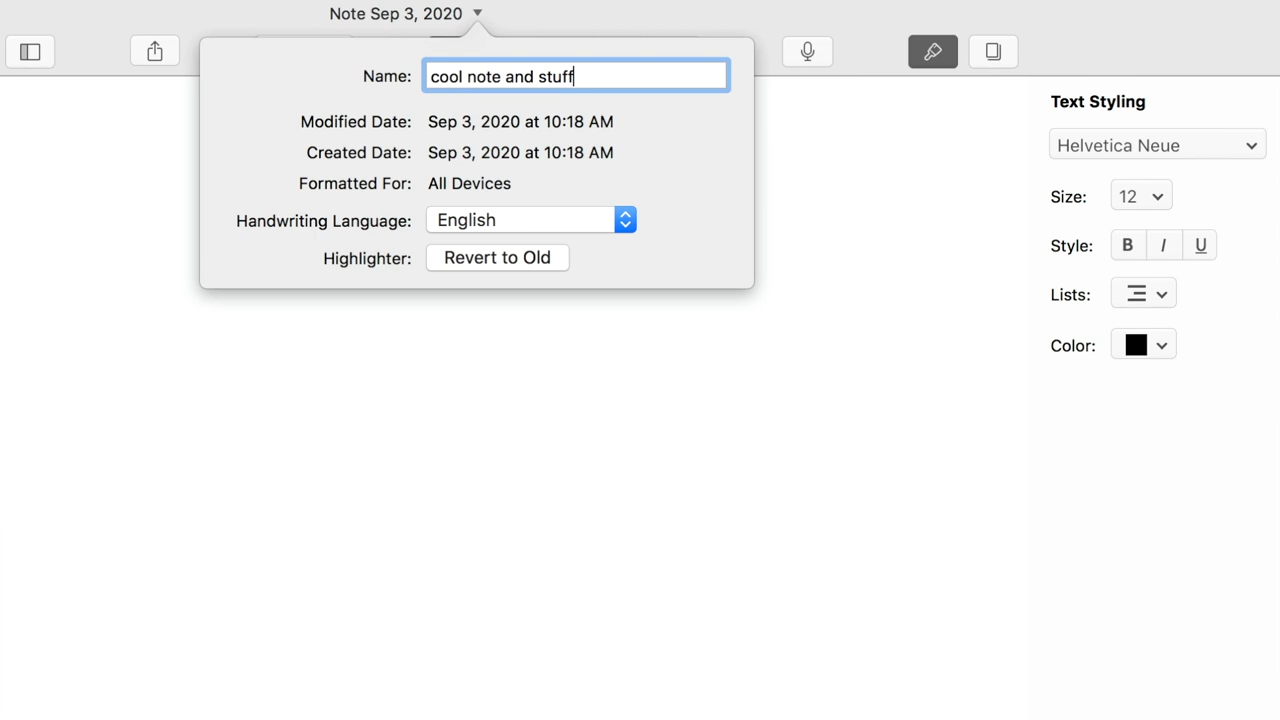 Note Sep 3, 2020
Name: cool note and stuff
Modified Date: Sep 3, 2020 at 10:18 AM
Created Date: Sep 3, 2020 at 10:18 AM
Formatted For: All Devices
Handwriting Language: English
Highlighter: Revert to Old
Text Styling
Helvetica Neue
Size: 12
Style: B I U
Lists:
Color: